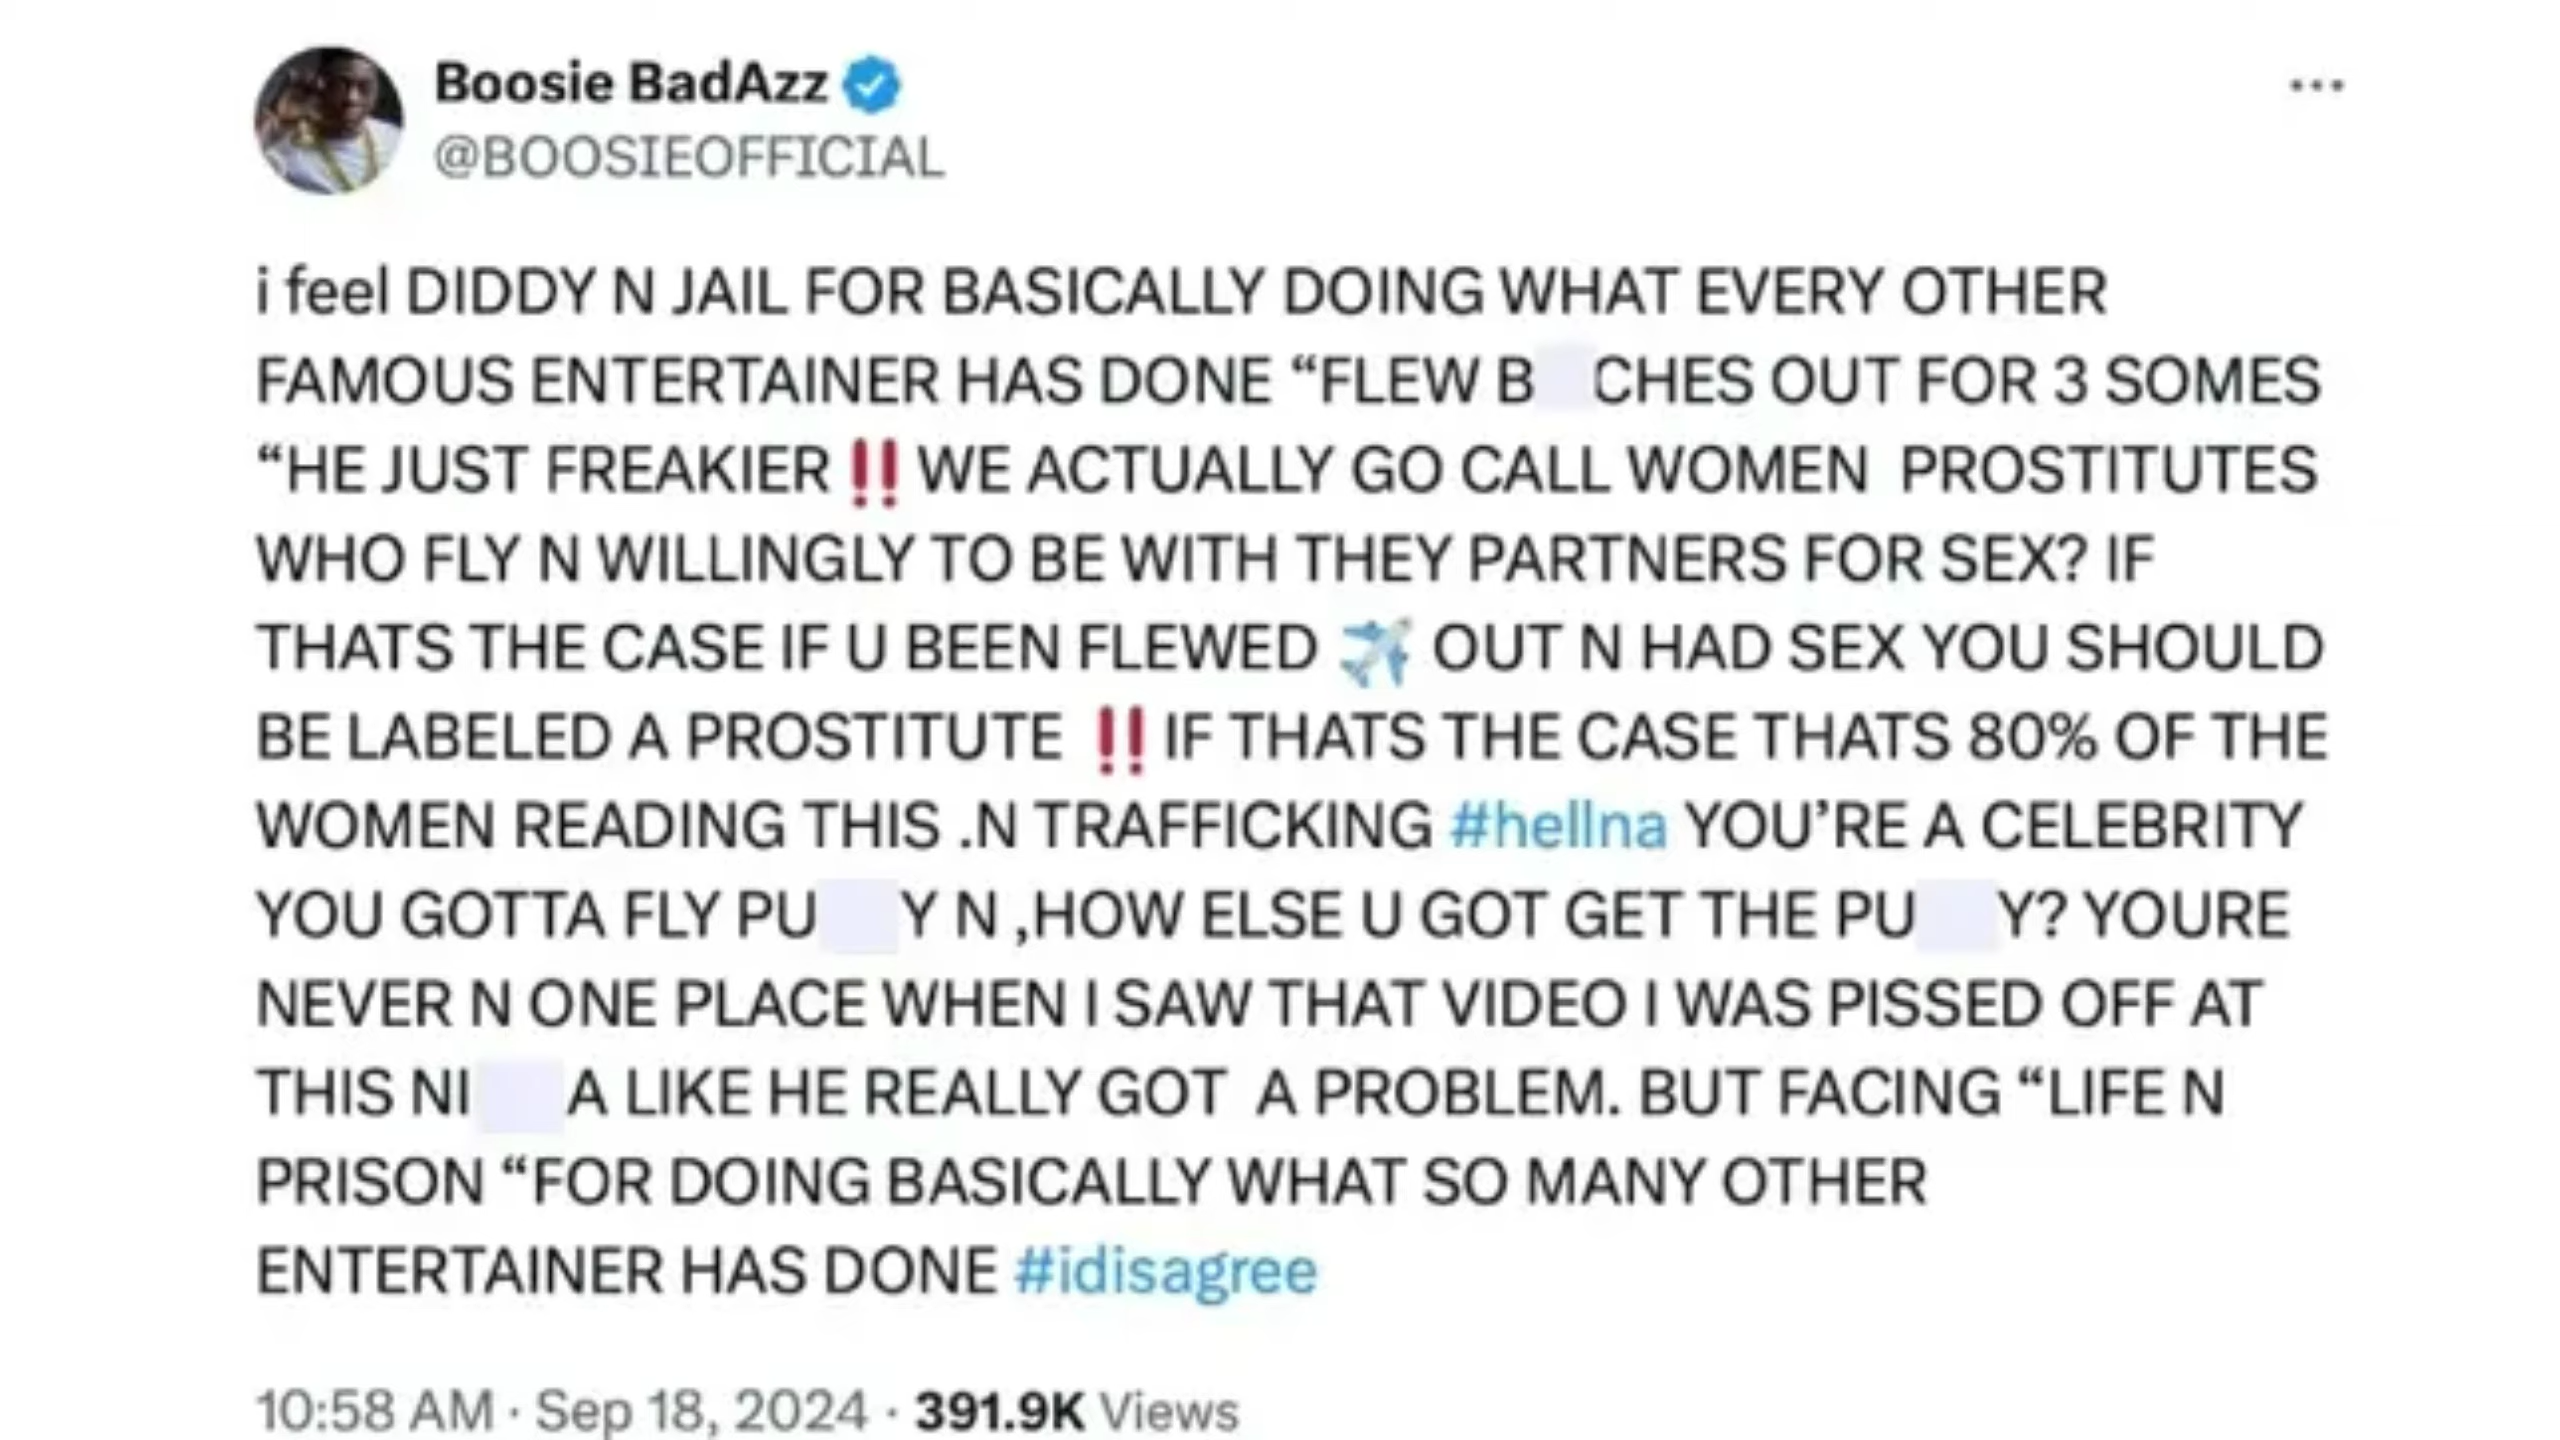 Boosie BadAzz
@BOOSIEOFFICIAL
i feel DIDDY N JAIL FOR BASICALLY DOING WHAT EVERY OTHER
FAMOUS ENTERTAINER HAS DONE “FLEW B CHES OUT FOR 3 SOMES
“HE JUST FREAKIER‼️WE ACTUALLY GO CALL WOMEN PROSTITUTES
WHO FLY N WILLINGLY TO BE WITH THEY PARTNERS FOR SEX? IF
THATS THE CASE IF U BEEN FLEWED ✈️ OUT N HAD SEX YOU SHOULD
BE LABELED A PROSTITUTE ‼️IF THATS THE CASE THATS 80% OF THE
WOMEN READING THIS .N TRAFFICKING #hellna YOU’RE A CELEBRITY
YOU GOTTA FLY PU Y N ,HOW ELSE U GOT GET THE PU Y? YOURE
NEVER N ONE PLACE WHEN I SAW THAT VIDEO I WAS PISSED OFF AT
THIS NI A LIKE HE REALLY GOT A PROBLEM. BUT FACING “LIFE N
PRISON “FOR DOING BASICALLY WHAT SO MANY OTHER
ENTERTAINER HAS DONE #idisagree
10:58 AM · Sep 18, 2024 · 391.9K Views